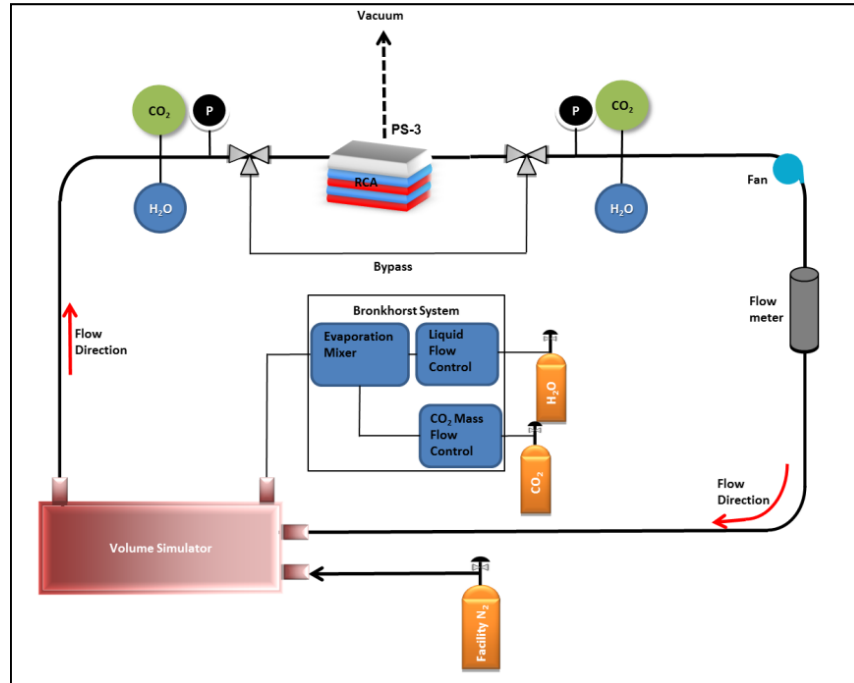 Vacuum
CO₂
P
PS-3
P
CO₂
RCA
H₂O
H₂O
Fan
Bypass
Flow
meter
Flow
Direction
Bronkhorst System
Evaporation
Mixer
Liquid
Flow
Control
H₂O
CO₂ Mass
Flow
Control
CO₂
Flow
Direction
Volume Simulator
Facility N₂